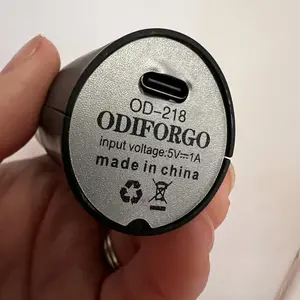 OD-218
ODIFORGO
input voltage:5V⎓1A
made in china